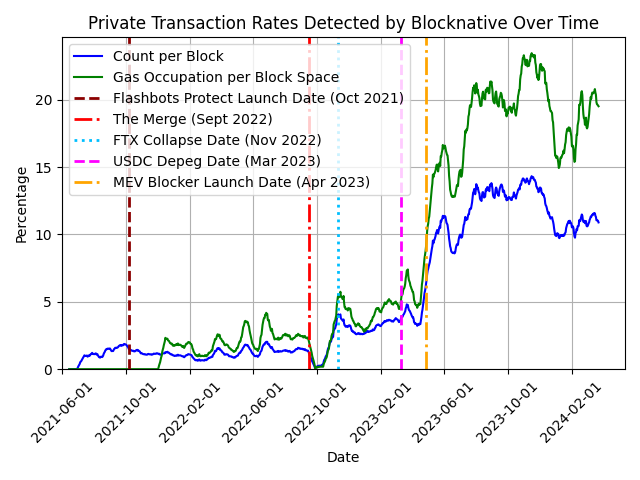 Private Transaction Rates Detected by Blocknative Over Time
Count per Block
Gas Occupation per Block Space
Flashbots Protect Launch Date (Oct 2021)
The Merge (Sept 2022)
FTX Collapse Date (Nov 2022)
USDC Depeg Date (Mar 2023)
MEV Blocker Launch Date (Apr 2023)
Percentage
20
15
10
5
0
2021-06-01
2021-10-01
2022-02-01
2022-06-01
2022-10-01
2023-02-01
2023-06-01
2023-10-01
2024-02-01
Date